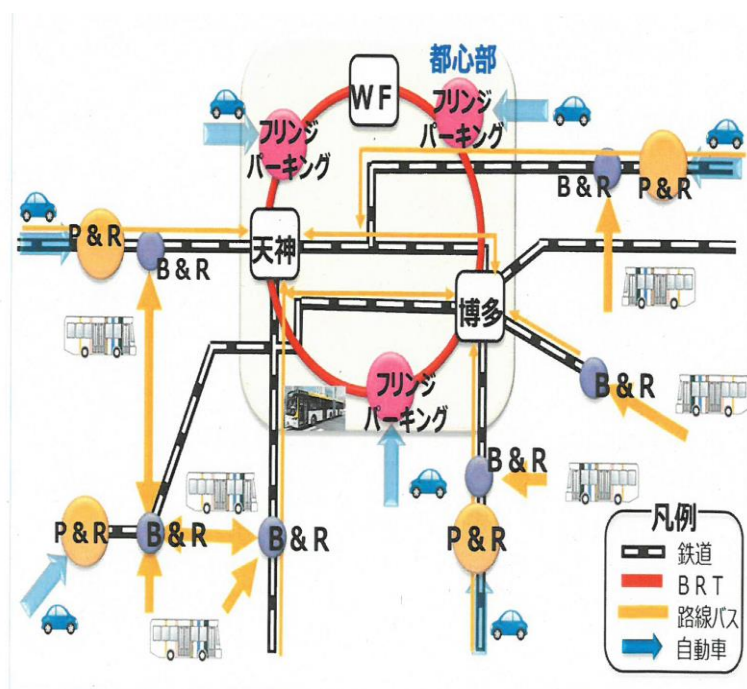 都心部
WF
フリンジ
パーキング
フリンジ
パーキング
B&R
P&R
P&R
B&R
天神
博多
フリンジ
パーキング
B&R
B&R
P&R
B&R
B&R
P&R
凡例
鉄道
BRT
路線バス
自動車